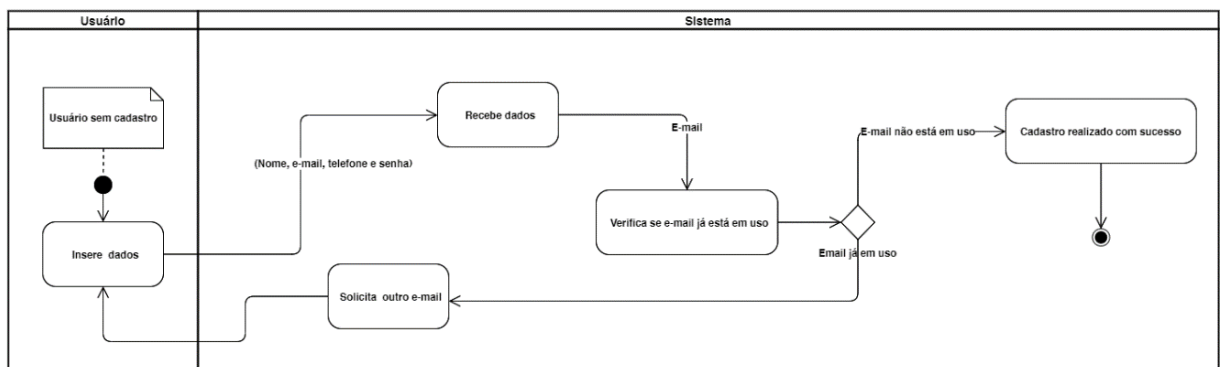 Usuário
Sistema
Usuário sem cadastro
Insere dados
(Nome, e-mail, telefone e senha)
Recebe dados
E-mail
Verifica se e-mail já está em uso
E-mail não está em uso
Cadastro realizado com sucesso
Email já em uso
Solicita outro e-mail